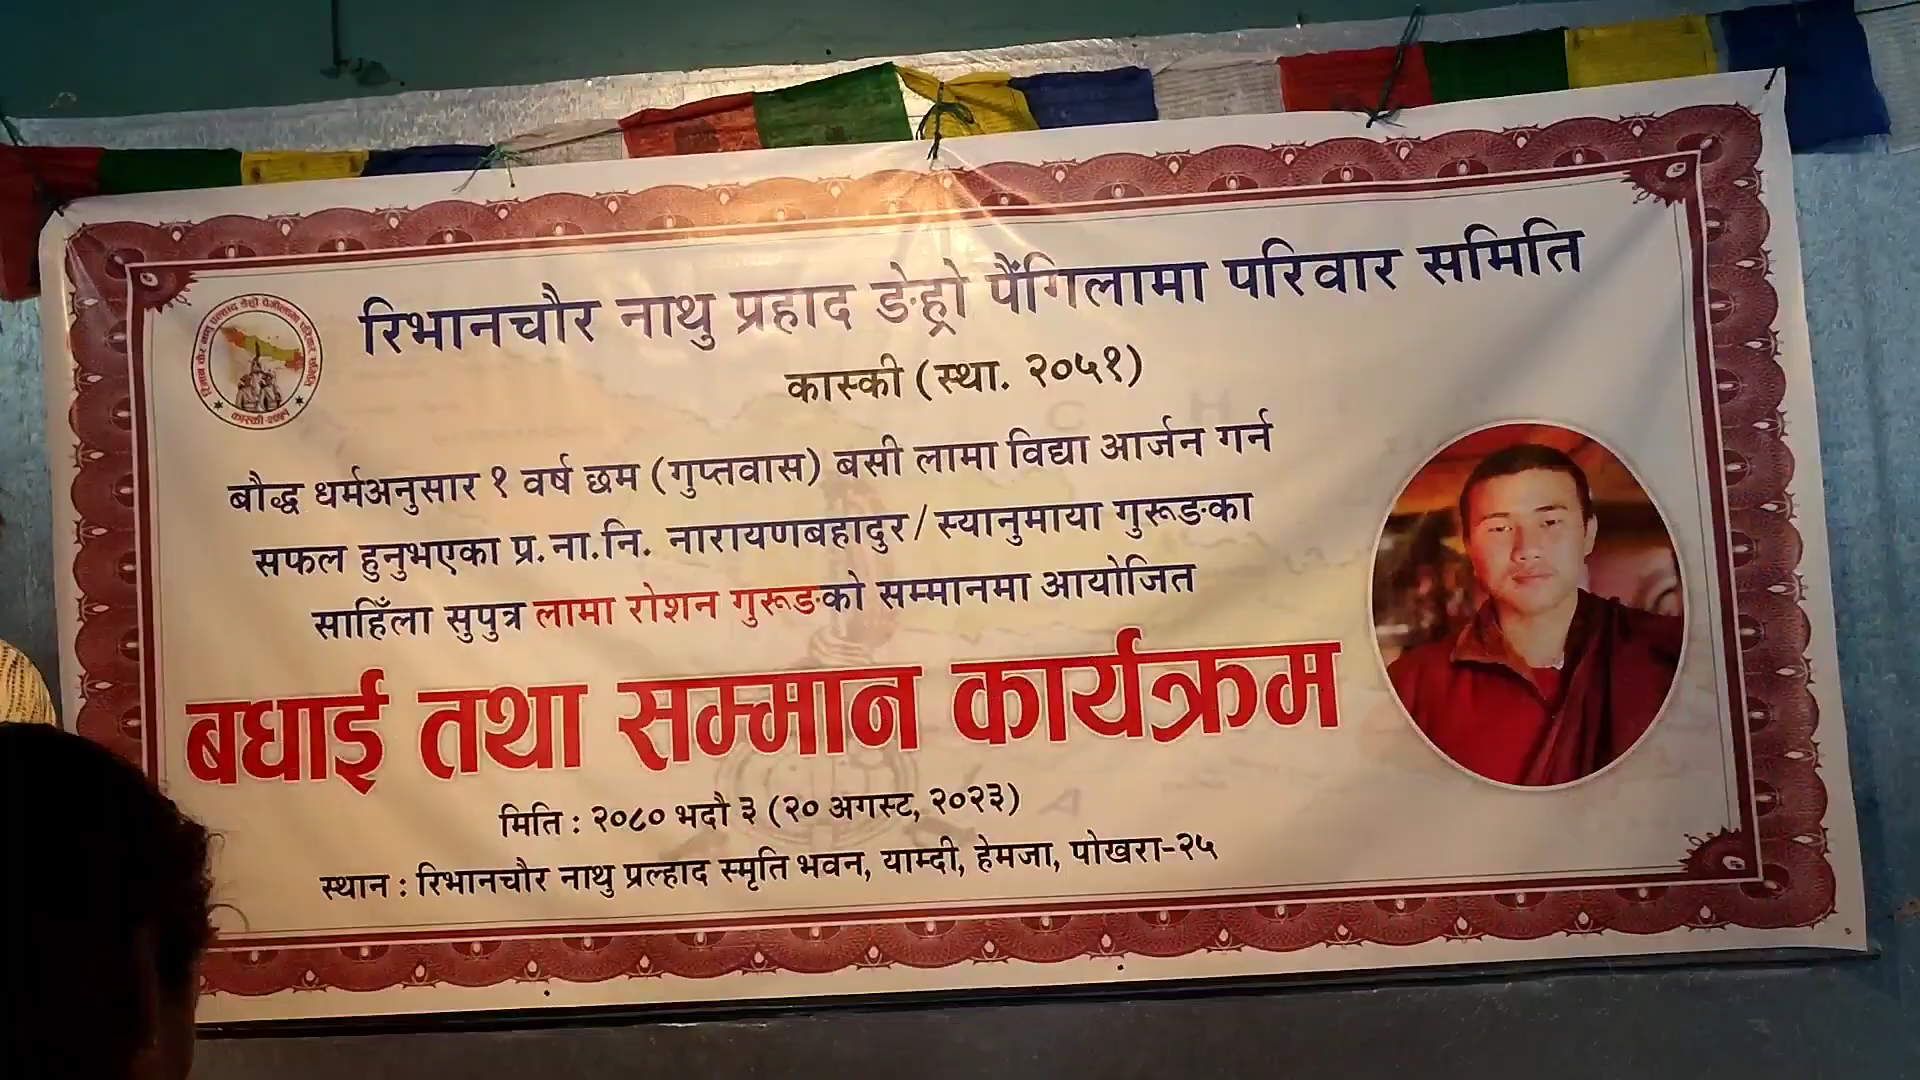 रिभानचौर नाथु प्रहाद ङेह्रो पैंगिलामा परिवार समिति
कास्की (स्था. २०५१)
बौद्ध धर्मअनुसार १ वर्ष छम (गुप्तवास) बसी लामा विद्या आर्जन गर्न
सफल हुनुभएका प्र.ना.नि. नारायणबहादुर/स्यानुमाया गुरूङका
साहिँला सुपुत्र लामा रोशन गुरूङको सम्मानमा आयोजित
बधाई तथा सम्मान कार्यक्रम
मिति : २०८० भदौ ३ (२० अगस्ट, २०२३)
स्थान : रिभानचौर नाथु प्रल्हाद स्मृति भवन, याम्दी, हेमजा, पोखरा-२५